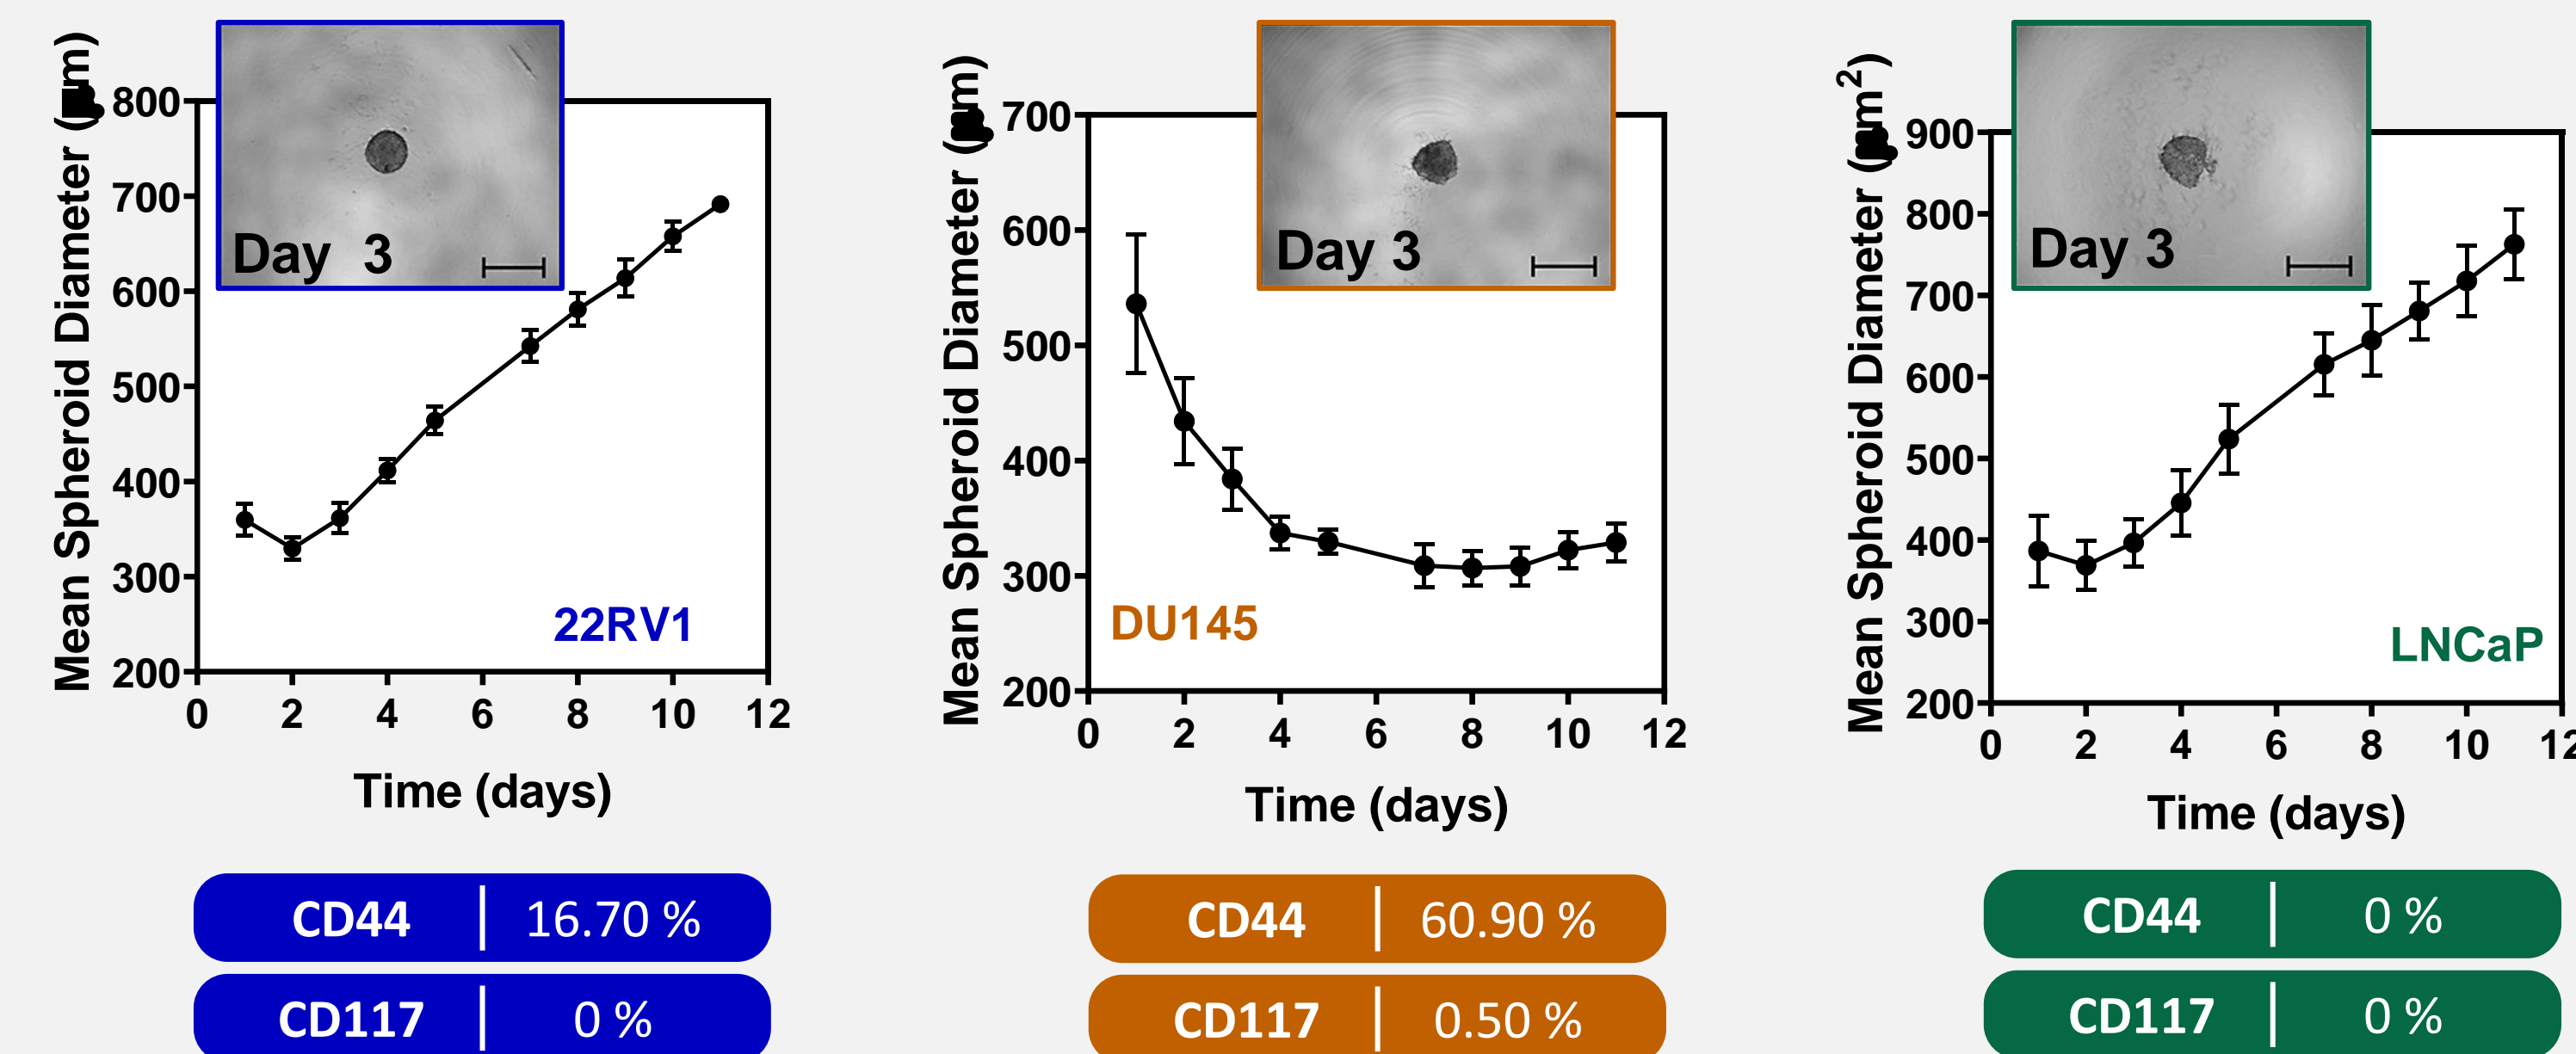 Mean Spheroid Diameter (µm)
800
700
600
500
400
300
200
0 2 4 6 8 10 12
Time (days)
Day 3
22RV1
CD44 | 16.70 %
CD117 | 0 %
Mean Spheroid Diameter (µm)
700
600
500
400
300
200
0 2 4 6 8 10 12
Time (days)
Day 3
DU145
CD44 | 60.90 %
CD117 | 0.50 %
Mean Spheroid Diameter (µm²)
900
800
700
600
500
400
300
200
0 2 4 6 8 10 12
Time (days)
Day 3
LNCaP
CD44 | 0 %
CD117 | 0 %